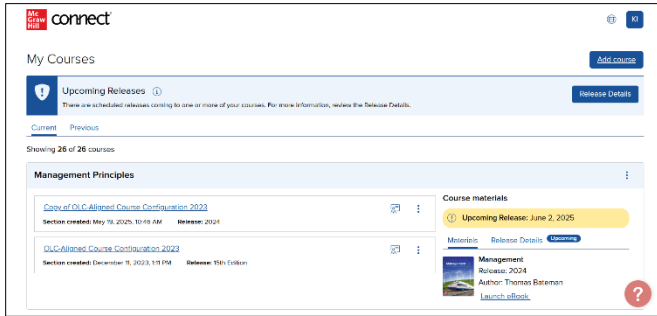 Mc Graw Hill connect
KI
My Courses
Add course
Upcoming Releases
There are scheduled releases coming to one or more of your courses. For more information, review the Release Details.
Release Details
Current Previous
Showing 26 of 26 courses
Management Principles
Copy of OLC-Aligned Course Configuration 2023
Section created: May 19, 2025, 10:48 AM Release: 2024
OLC-Aligned Course Configuration 2023
Section created: December 11, 2023, 1:11 PM Release: 15th Edition
Course materials
Upcoming Release: June 2, 2025
Materials Release Details Upcoming
Management
Release: 2024
Author: Thomas Bateman
Launch eBook
?